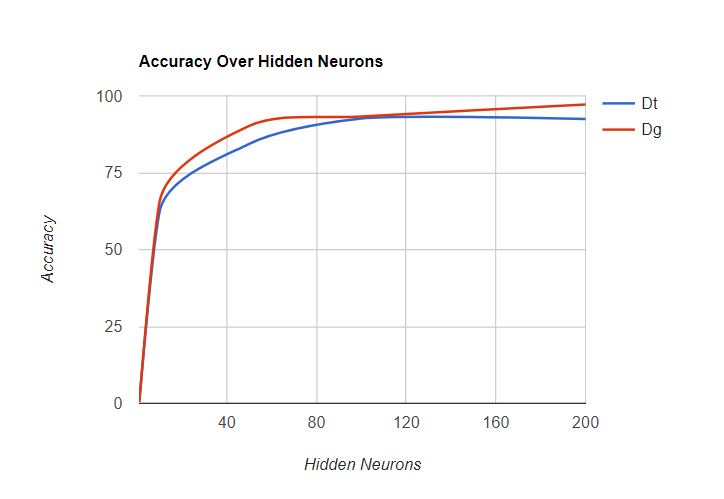 Accuracy Over Hidden Neurons
100
75
50
25
0
Accuracy
40 80 120 160 200
Hidden Neurons
Dt
Dg